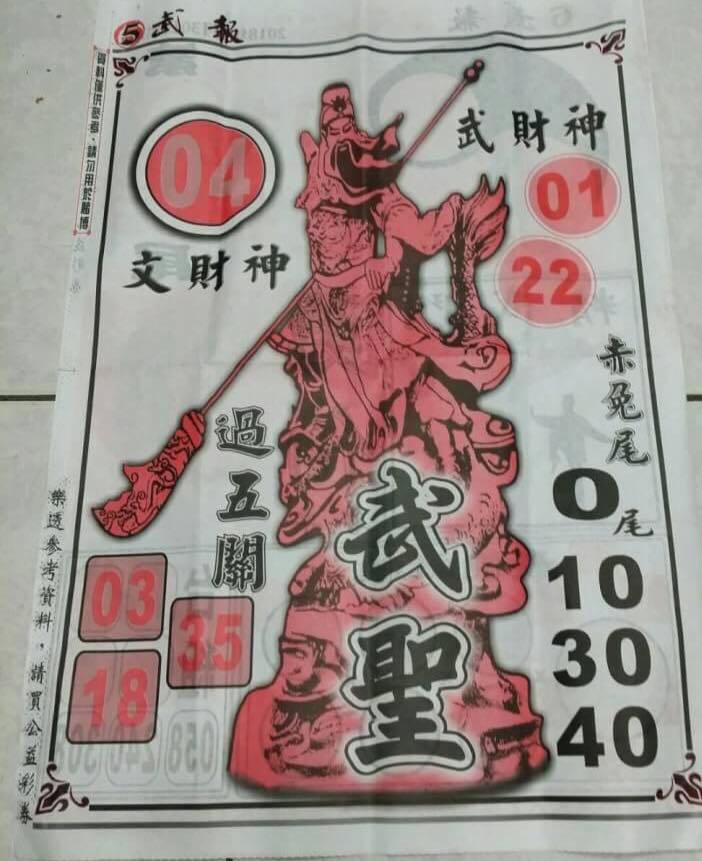 5 武報
資料僅供參考、請勿用於賭博
04
文財神
武財神
01
22
赤兔尾
0尾
10
30
40
過五關
03
35
18
武聖
樂透參考資料，請買公益彩券